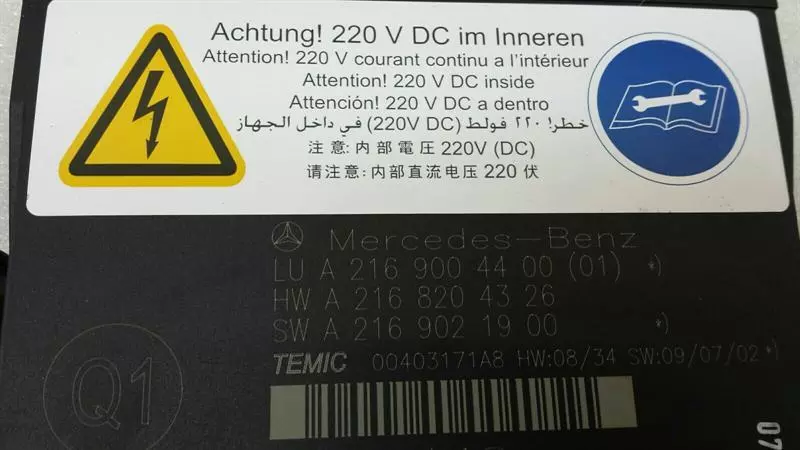 Achtung! 220 V DC im Inneren
Attention! 220 V courant continu a l'intérieur
Attention! 220 V DC inside
Attención! 220 V DC a dentro
خطر! ٢٢٠ فولط (220V DC) في داخل الجهاز
注意: 内部電圧 220V (DC)
请注意: 内部直流电压 220 伏
Mercedes-Benz
LU A 216 900 44 00 (01) *)
HW A 216 820 43 26
SW A 216 902 19 00 *)
TEMIC 00403171A8 HW:08/34 SW:09/07/02 *)
Q1
07